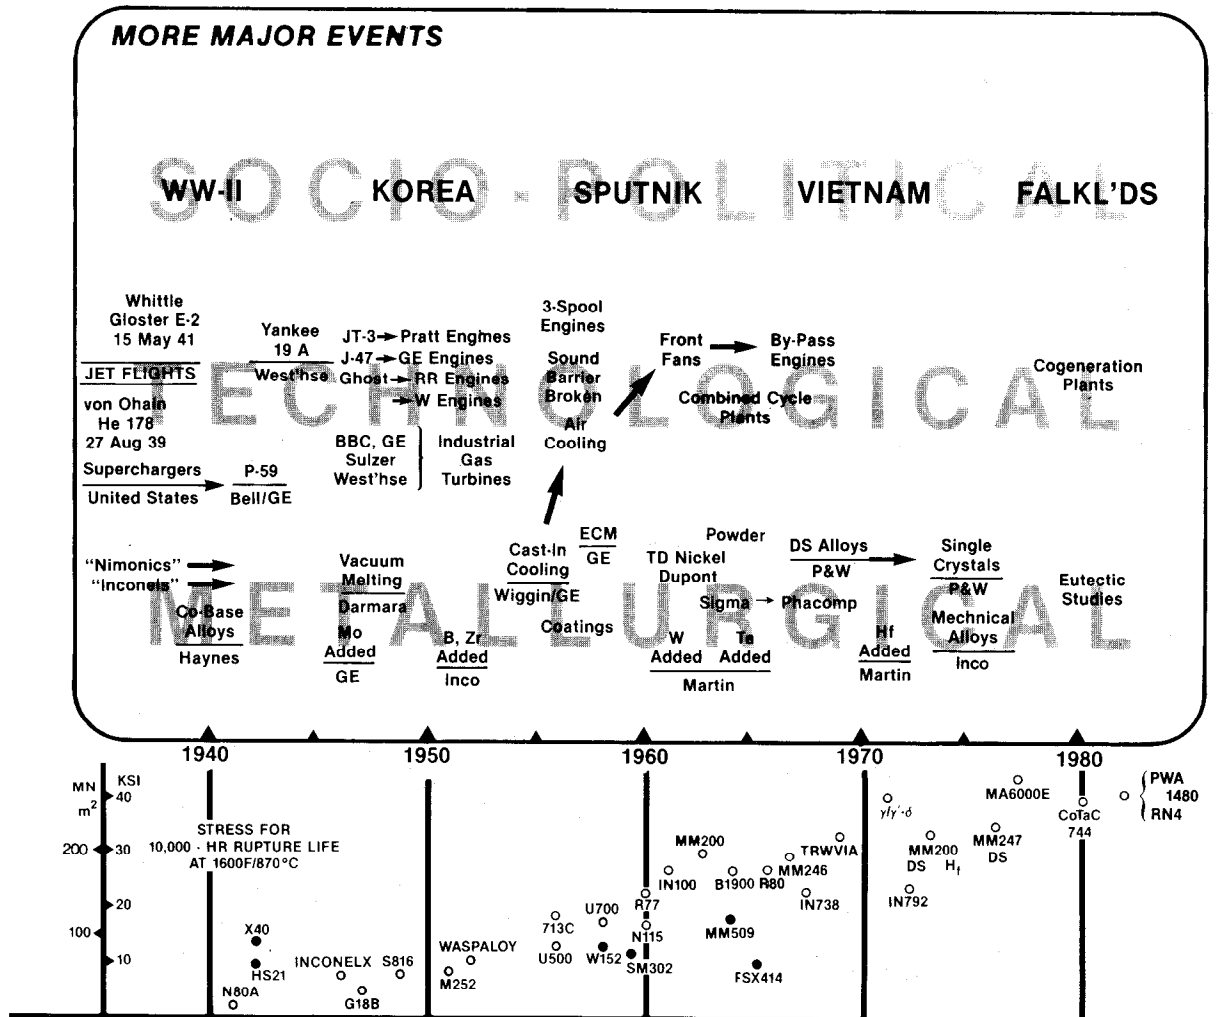 MORE MAJOR EVENTS
SOCIO-POLITICAL
WW-II KOREA SPUTNIK VIETNAM FALKL'DS
TECHNOLOGICAL
Whittle
Gloster E-2
15 May 41
JET FLIGHTS
von Ohain
He 178
27 Aug 39
Superchargers
United States
P-59
Bell/GE
Yankee
19 A
West'hse
JT-3→Pratt Engines
J-47→GE Engines
Ghost→RR Engines
→W Engines
BBC, GE
Sulzer
West'hse
Industrial
Gas
Turbines
3-Spool
Engines
Sound
Barrier
Broken
Air
Cooling
Front
Fans
By-Pass
Engines
Combined Cycle
Plants
Cogeneration
Plants
METALLURGICAL
"Nimonics"
"Inconels"
Co-Base
Alloys
Haynes
Vacuum
Melting
Darmara
Mo
Added
GE
B, Zr
Added
Inco
Cast-In
Cooling
Wiggin/GE
ECM
GE
Coatings
Powder
TD Nickel
Dupont
Sigma → Phacomp
W
Added
Ta
Added
Martin
DS Alloys
P&W
Hf
Added
Martin
Single
Crystals
P&W
Mechnical
Alloys
Inco
Eutectic
Studies
1940 1950 1960 1970 1980
MN
m²
KSI
40
200
30
20
100
10
STRESS FOR
10,000 - HR RUPTURE LIFE
AT 1600F/870°C
X40
HS21
N80A
INCONELX
G18B
S816
WASPALOY
M252
713C
U500
U700
W152
R77
N115
SM302
IN100
MM200
B1900
R80
MM509
FSX414
MM246
TRWVIA
IN738
γ/γ'-δ
MM200
DS Hf
IN792
MA6000E
MM247
DS
CoTaC
744
PWA
1480
RN4